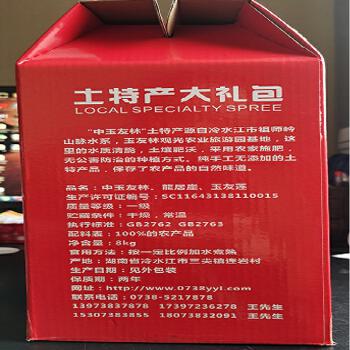 土特产大礼包
LOCAL SPECIALTY SPREE
“中玉友林”土特产源自冷水江市祖师岭
山脉水系，玉友林观光农业旅游园基地，这
里的水质清脆，土壤肥沃，采用农家施肥，
无公害防治的种植方式。纯手工无添加的土
特产品，保存了农产品的自然味道。
品名：中玉友林、龍居崖、玉友莲
生产许可证编号：SC11643138110015
质量等级：一级
贮藏条件：干燥，常温
执行标准：GB2762 GB2763
配料表：100%的农产品
净含量：8kg
食用方法：按一定比例加水煮熟
产地：湖南省冷水江市三尖镇连岩村
生产日期：见外包装
保质期：两年
网址：http://www.0738yyl.com
联系电话：0738-5217878
13973878718 17397236278 王先生
15307383855 18073832091 王先生